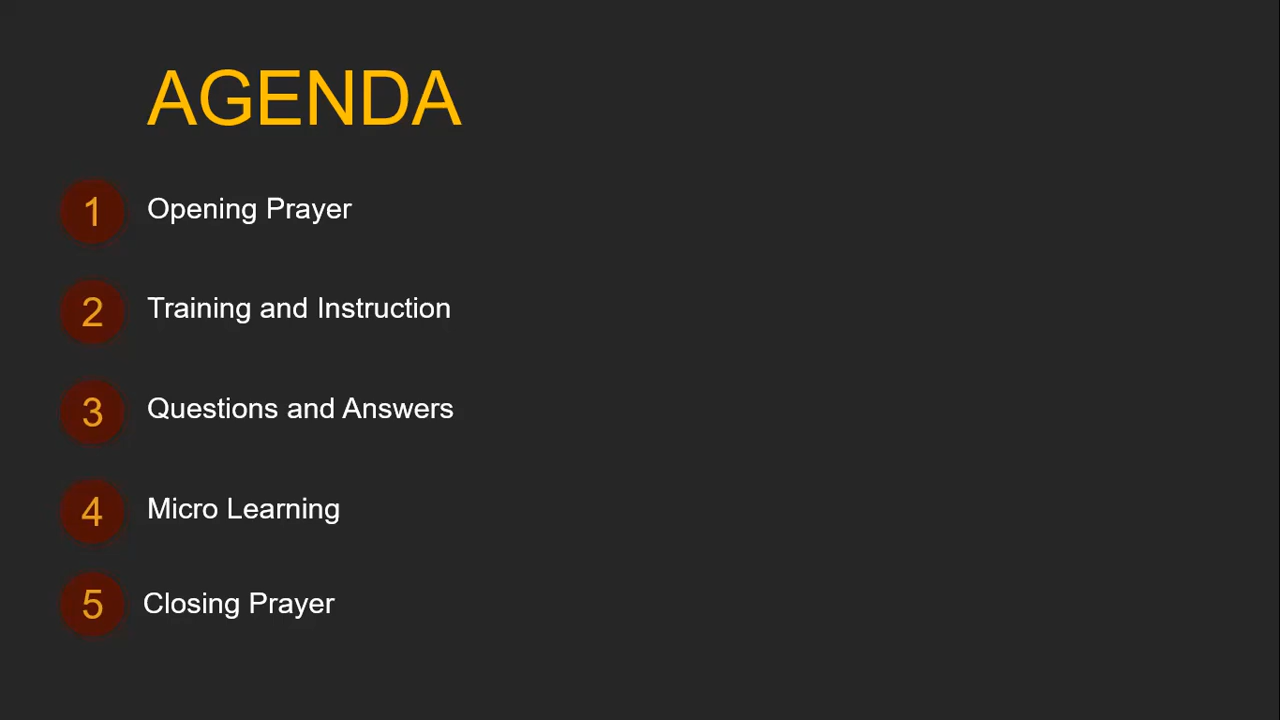 AGENDA
1 Opening Prayer
2 Training and Instruction
3 Questions and Answers
4 Micro Learning
5 Closing Prayer